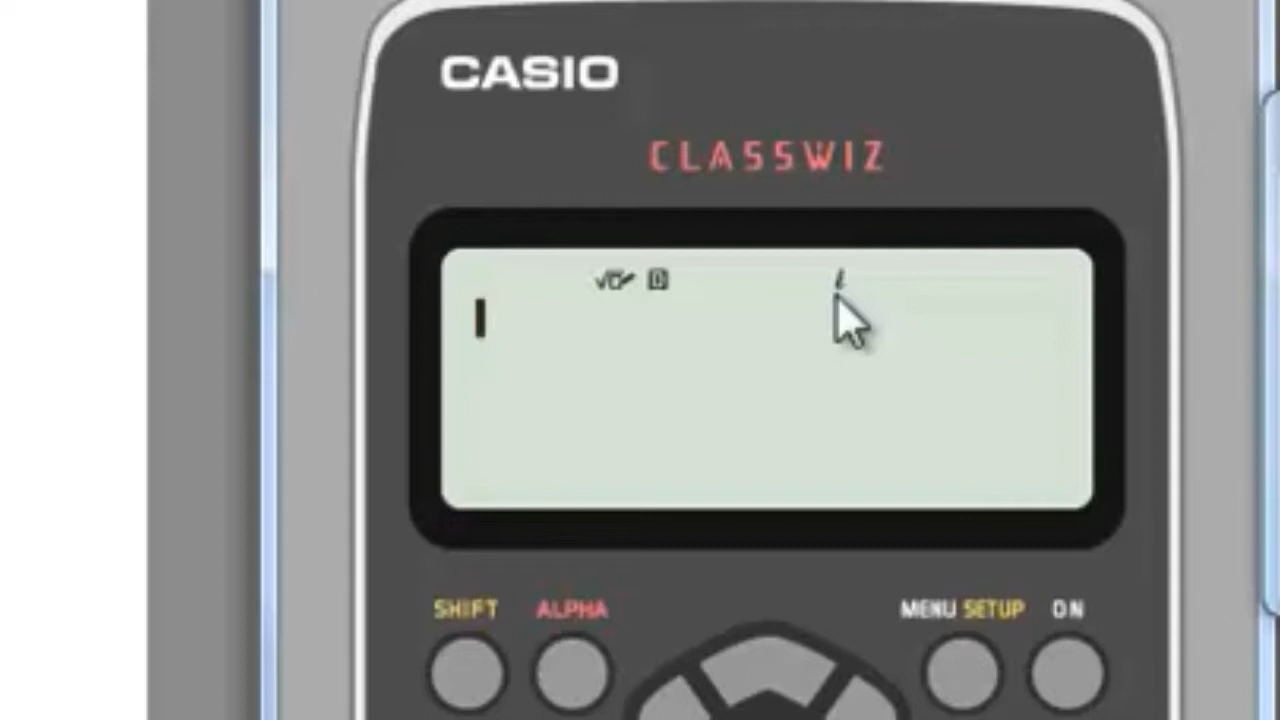 CASIO
CLASSWIZ
√□⁄ D i
SHIFT ALPHA MENU SETUP ON